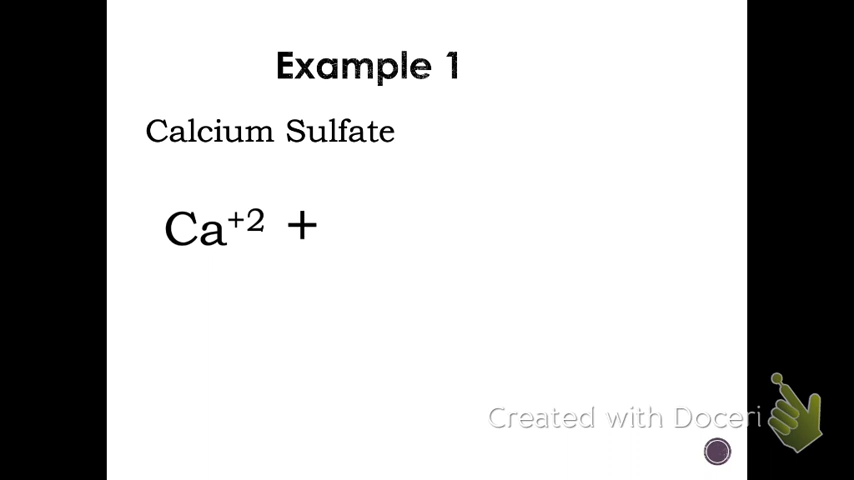 Example 1
Calcium Sulfate
Ca⁺² +
Created with Doceri